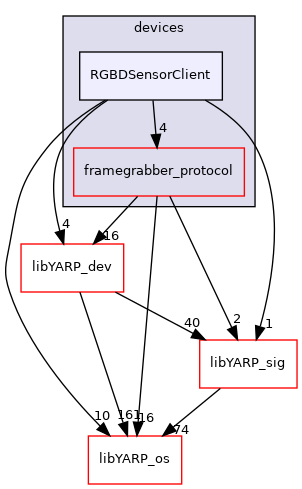 devices
RGBDSensorClient
4
framegrabber_protocol
4
16
libYARP_dev
40
2
1
libYARP_sig
10
161
16
74
libYARP_os